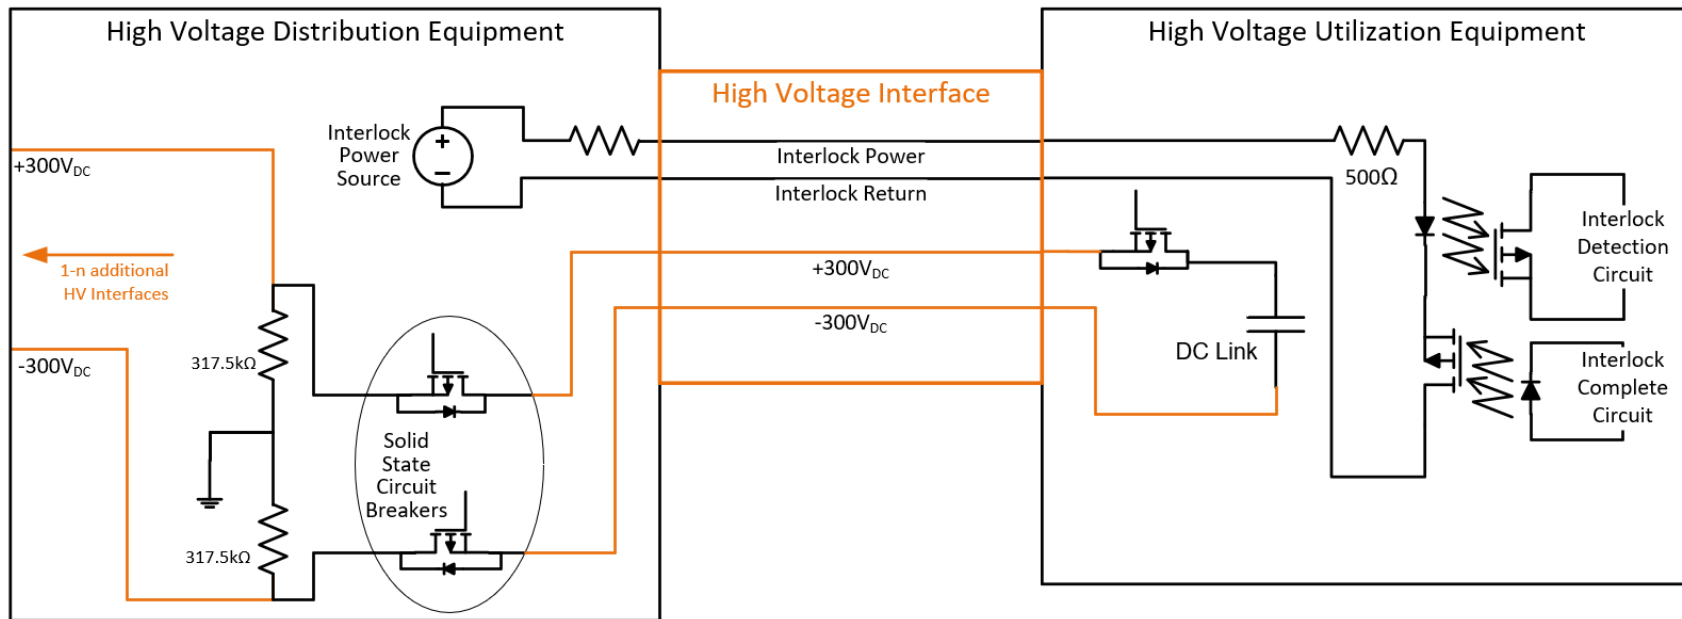 High Voltage Distribution Equipment
High Voltage Utilization Equipment
High Voltage Interface
Interlock
Power
Source
+
−
Interlock Power
Interlock Return
+300VDC
-300VDC
1-n additional
HV Interfaces
317.5kΩ
317.5kΩ
Solid
State
Circuit
Breakers
+300VDC
-300VDC
500Ω
DC Link
Interlock
Detection
Circuit
Interlock
Complete
Circuit